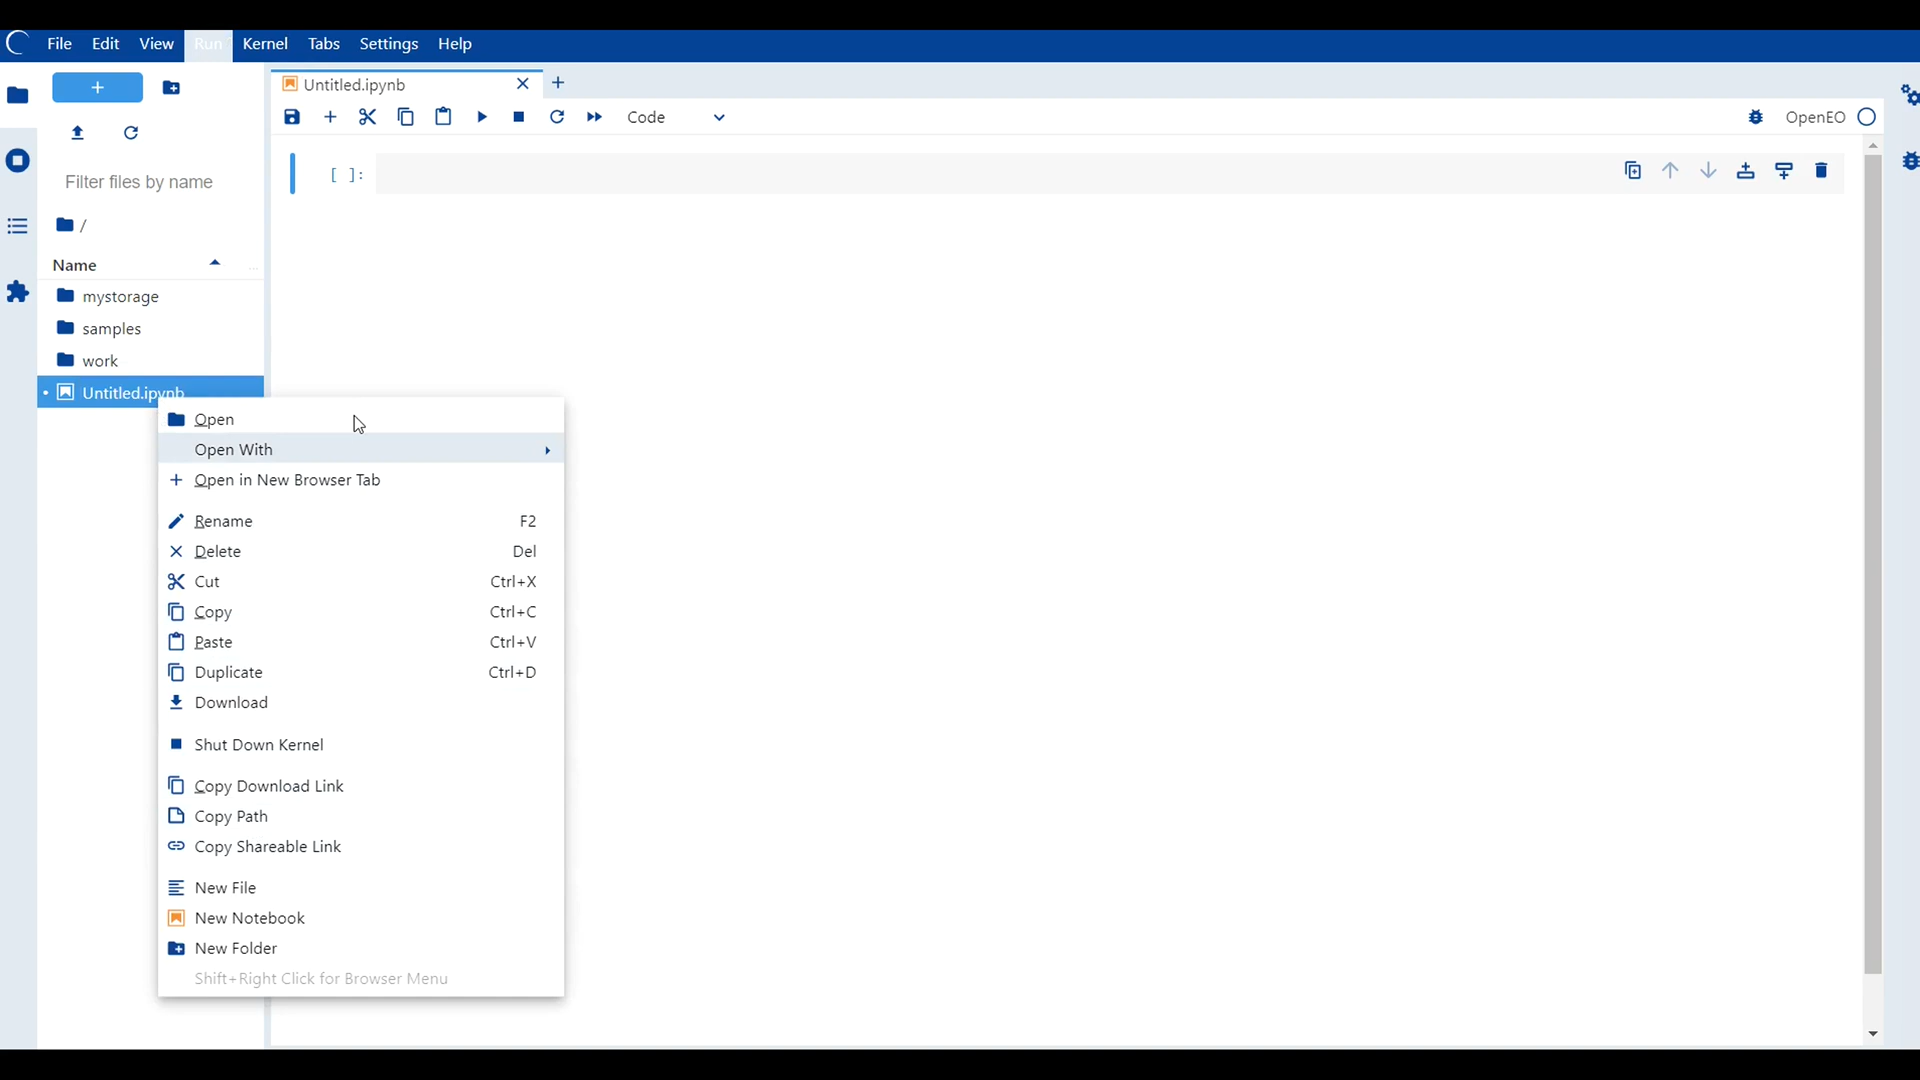 File Edit View Run Kernel Tabs Settings Help
+
Untitled.ipynb
Code
OpenEO
[ ]:
Filter files by name
/
Name
mystorage
samples
work
Untitled.ipynb
Open
Open With
Open in New Browser Tab
Rename F2
Delete Del
Cut Ctrl+X
Copy Ctrl+C
Paste Ctrl+V
Duplicate Ctrl+D
Download
Shut Down Kernel
Copy Download Link
Copy Path
Copy Shareable Link
New File
New Notebook
New Folder
Shift+Right Click for Browser Menu